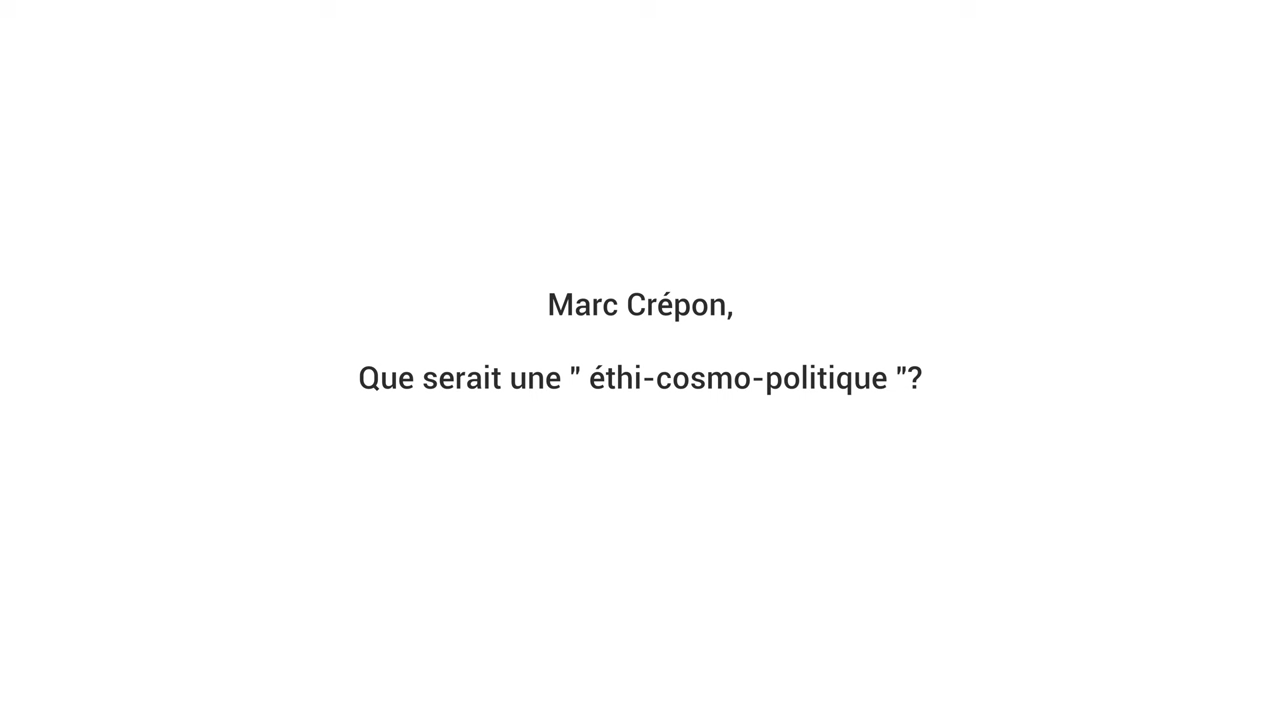 Marc Crépon,
Que serait une " éthi-cosmo-politique "?